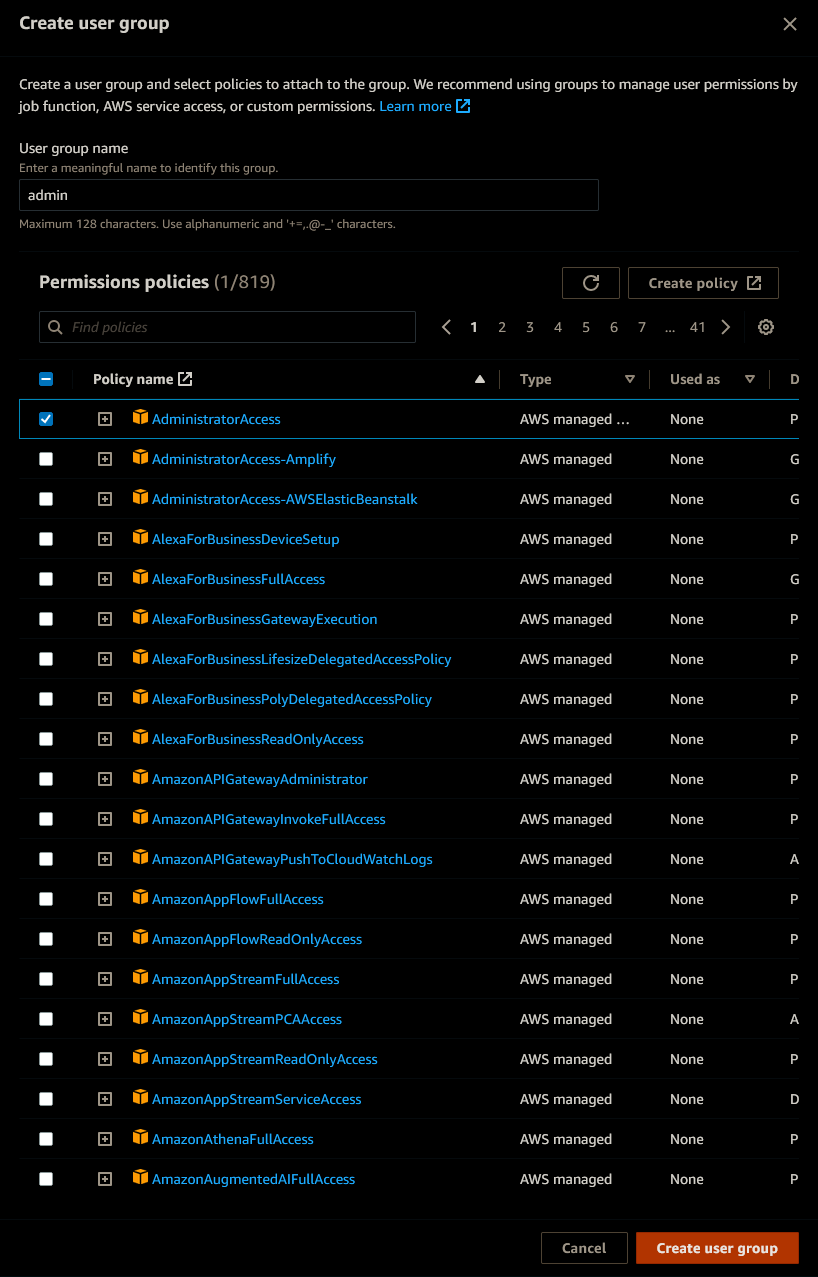 Create user group
Create a user group and select policies to attach to the group. We recommend using groups to manage user permissions by
job function, AWS service access, or custom permissions. Learn more
User group name
Enter a meaningful name to identify this group.
admin
Maximum 128 characters. Use alphanumeric and '+=,.@-_' characters.
Permissions policies (1/819)
Create policy
Find policies
1 2 3 4 5 6 7 ... 41
Policy name Type Used as D
AdministratorAccess AWS managed ... None P
AdministratorAccess-Amplify AWS managed None G
AdministratorAccess-AWSElasticBeanstalk AWS managed None G
AlexaForBusinessDeviceSetup AWS managed None P
AlexaForBusinessFullAccess AWS managed None G
AlexaForBusinessGatewayExecution AWS managed None P
AlexaForBusinessLifesizeDelegatedAccessPolicy AWS managed None P
AlexaForBusinessPolyDelegatedAccessPolicy AWS managed None P
AlexaForBusinessReadOnlyAccess AWS managed None P
AmazonAPIGatewayAdministrator AWS managed None P
AmazonAPIGatewayInvokeFullAccess AWS managed None P
AmazonAPIGatewayPushToCloudWatchLogs AWS managed None A
AmazonAppFlowFullAccess AWS managed None P
AmazonAppFlowReadOnlyAccess AWS managed None P
AmazonAppStreamFullAccess AWS managed None P
AmazonAppStreamPCAAccess AWS managed None A
AmazonAppStreamReadOnlyAccess AWS managed None P
AmazonAppStreamServiceAccess AWS managed None D
AmazonAthenaFullAccess AWS managed None P
AmazonAugmentedAIFullAccess AWS managed None P
Cancel Create user group